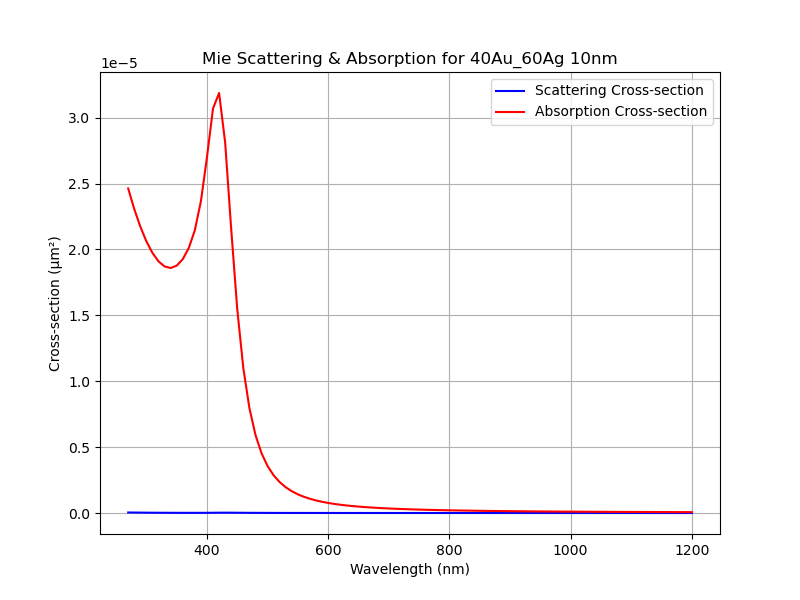 Mie Scattering & Absorption for 40Au_60Ag 10nm
1e−5
Scattering Cross-section
Absorption Cross-section
3.0
2.5
2.0
1.5
1.0
0.5
0.0
Cross-section (μm²)
400 600 800 1000 1200
Wavelength (nm)